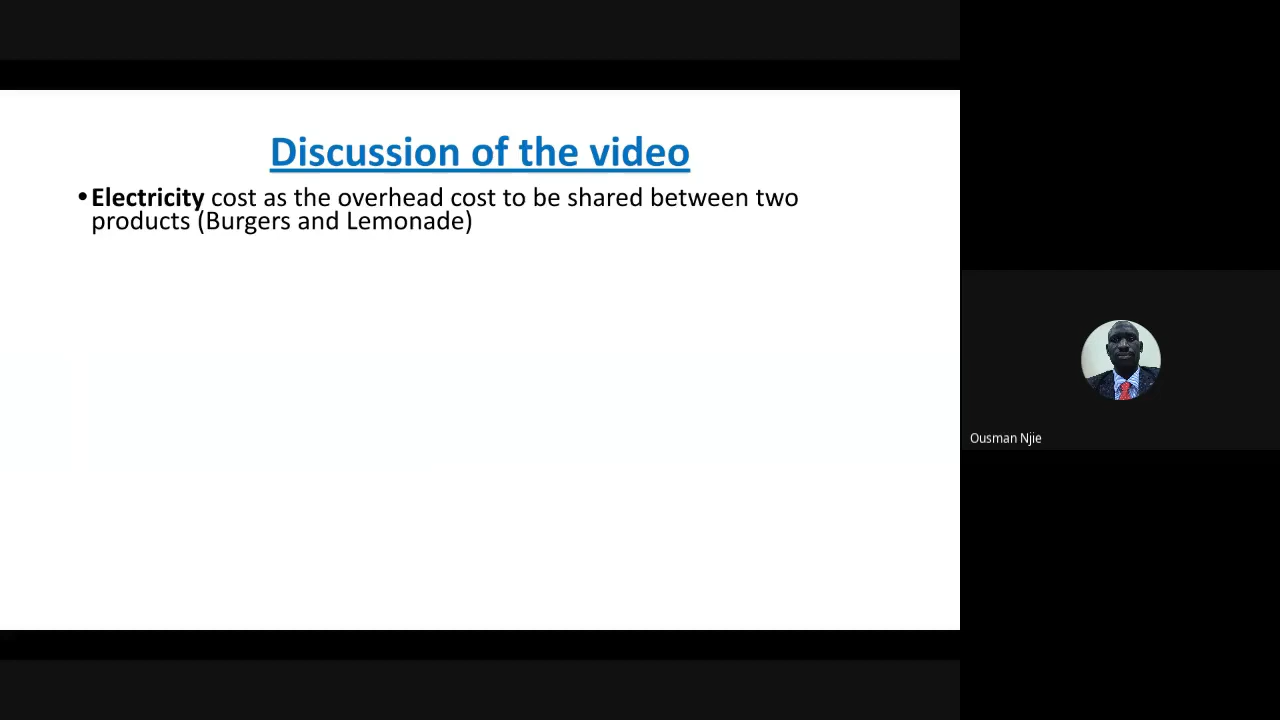 Discussion of the video
•Electricity cost as the overhead cost to be shared between two
products (Burgers and Lemonade)
Ousman Njie